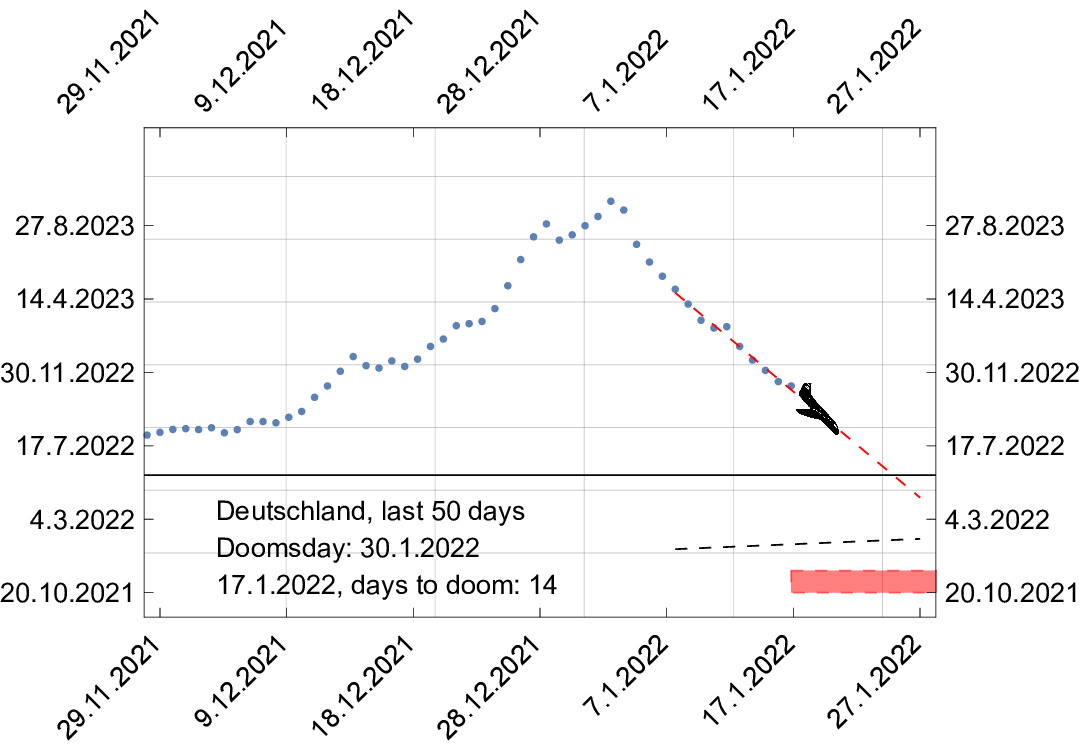 29.11.2021 9.12.2021 18.12.2021 28.12.2021 7.1.2022 17.1.2022 27.1.2022
27.8.2023 27.8.2023
14.4.2023 14.4.2023
30.11.2022 30.11.2022
17.7.2022 17.7.2022
Deutschland, last 50 days
4.3.2022 4.3.2022
Doomsday: 30.1.2022
17.1.2022, days to doom: 14
20.10.2021 20.10.2021
29.11.2021 9.12.2021 18.12.2021 28.12.2021 7.1.2022 17.1.2022 27.1.2022